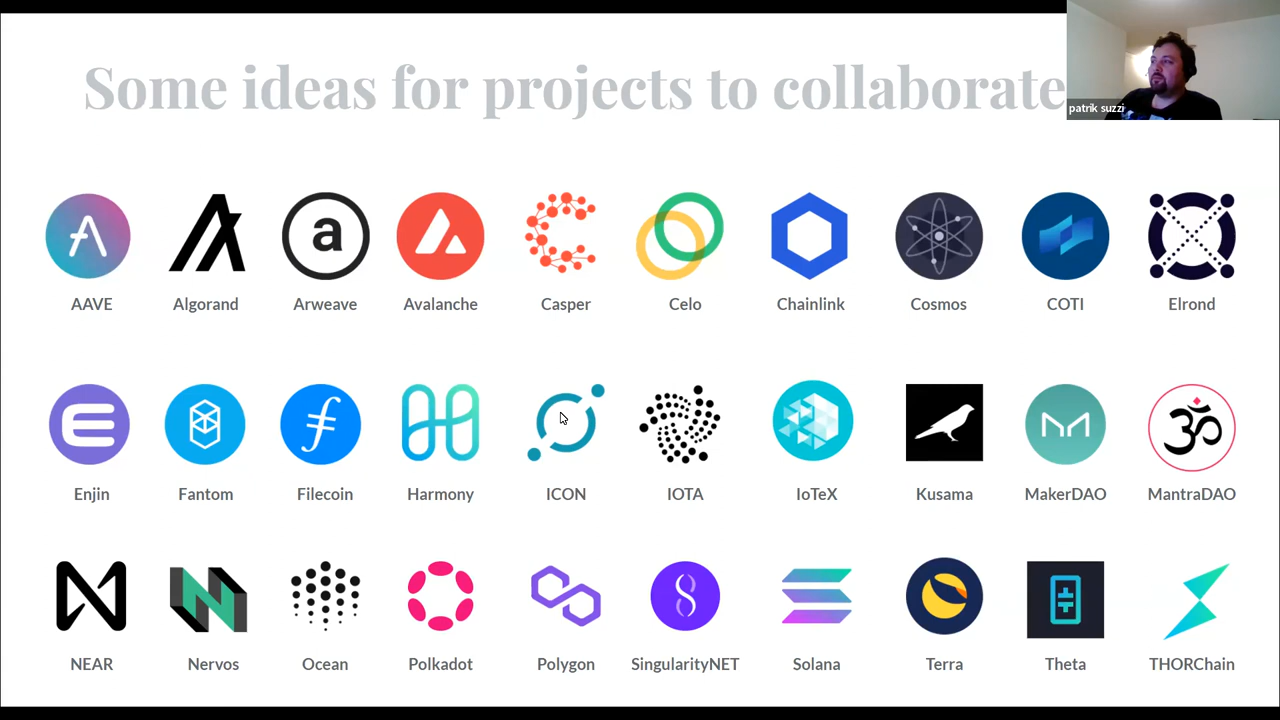 Some ideas for projects to collaborate
patrik suzzi
a
AAVE Algorand Arweave Avalanche Casper Celo Chainlink Cosmos COTI Elrond
ॐ
Enjin Fantom Filecoin Harmony ICON IOTA IoTeX Kusama MakerDAO MantraDAO
NEAR Nervos Ocean Polkadot Polygon SingularityNET Solana Terra Theta THORChain